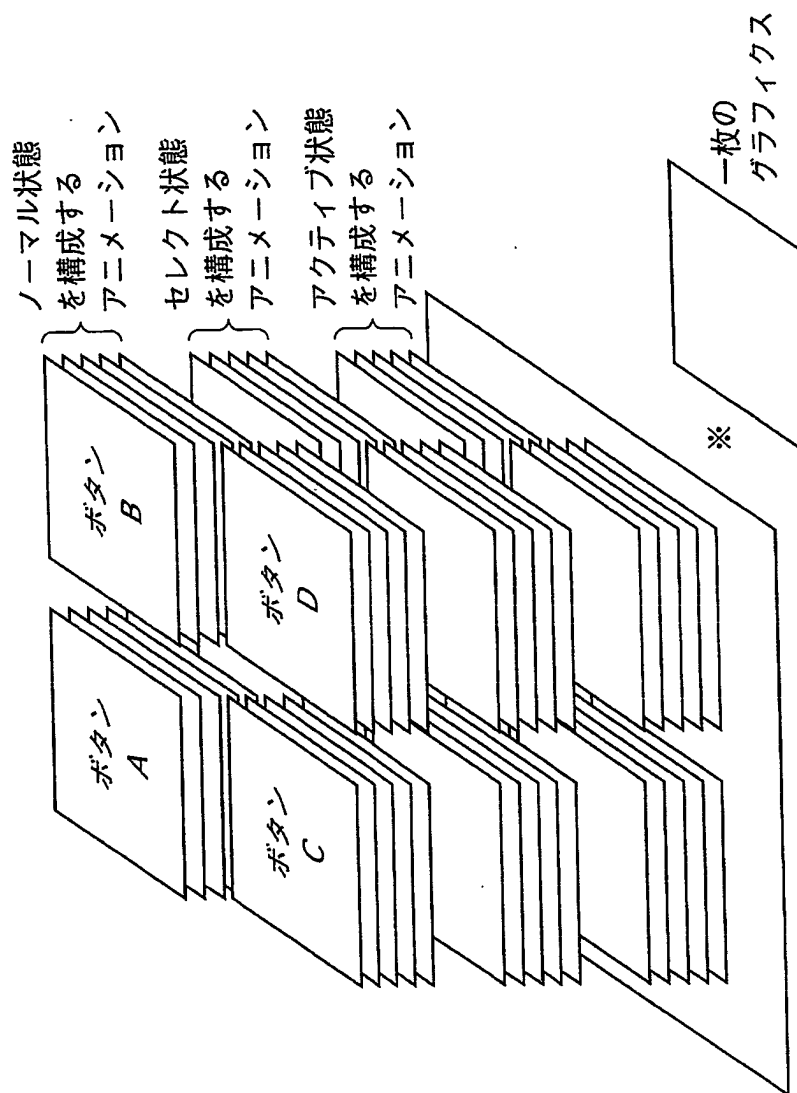 ノーマル状態
を構成する
アニメーション
セレクト状態
を構成する
アニメーション
アクティブ状態
を構成する
アニメーション
ボタン
A
ボタン
B
ボタン
C
ボタン
D
※
一枚の
グラフィクス